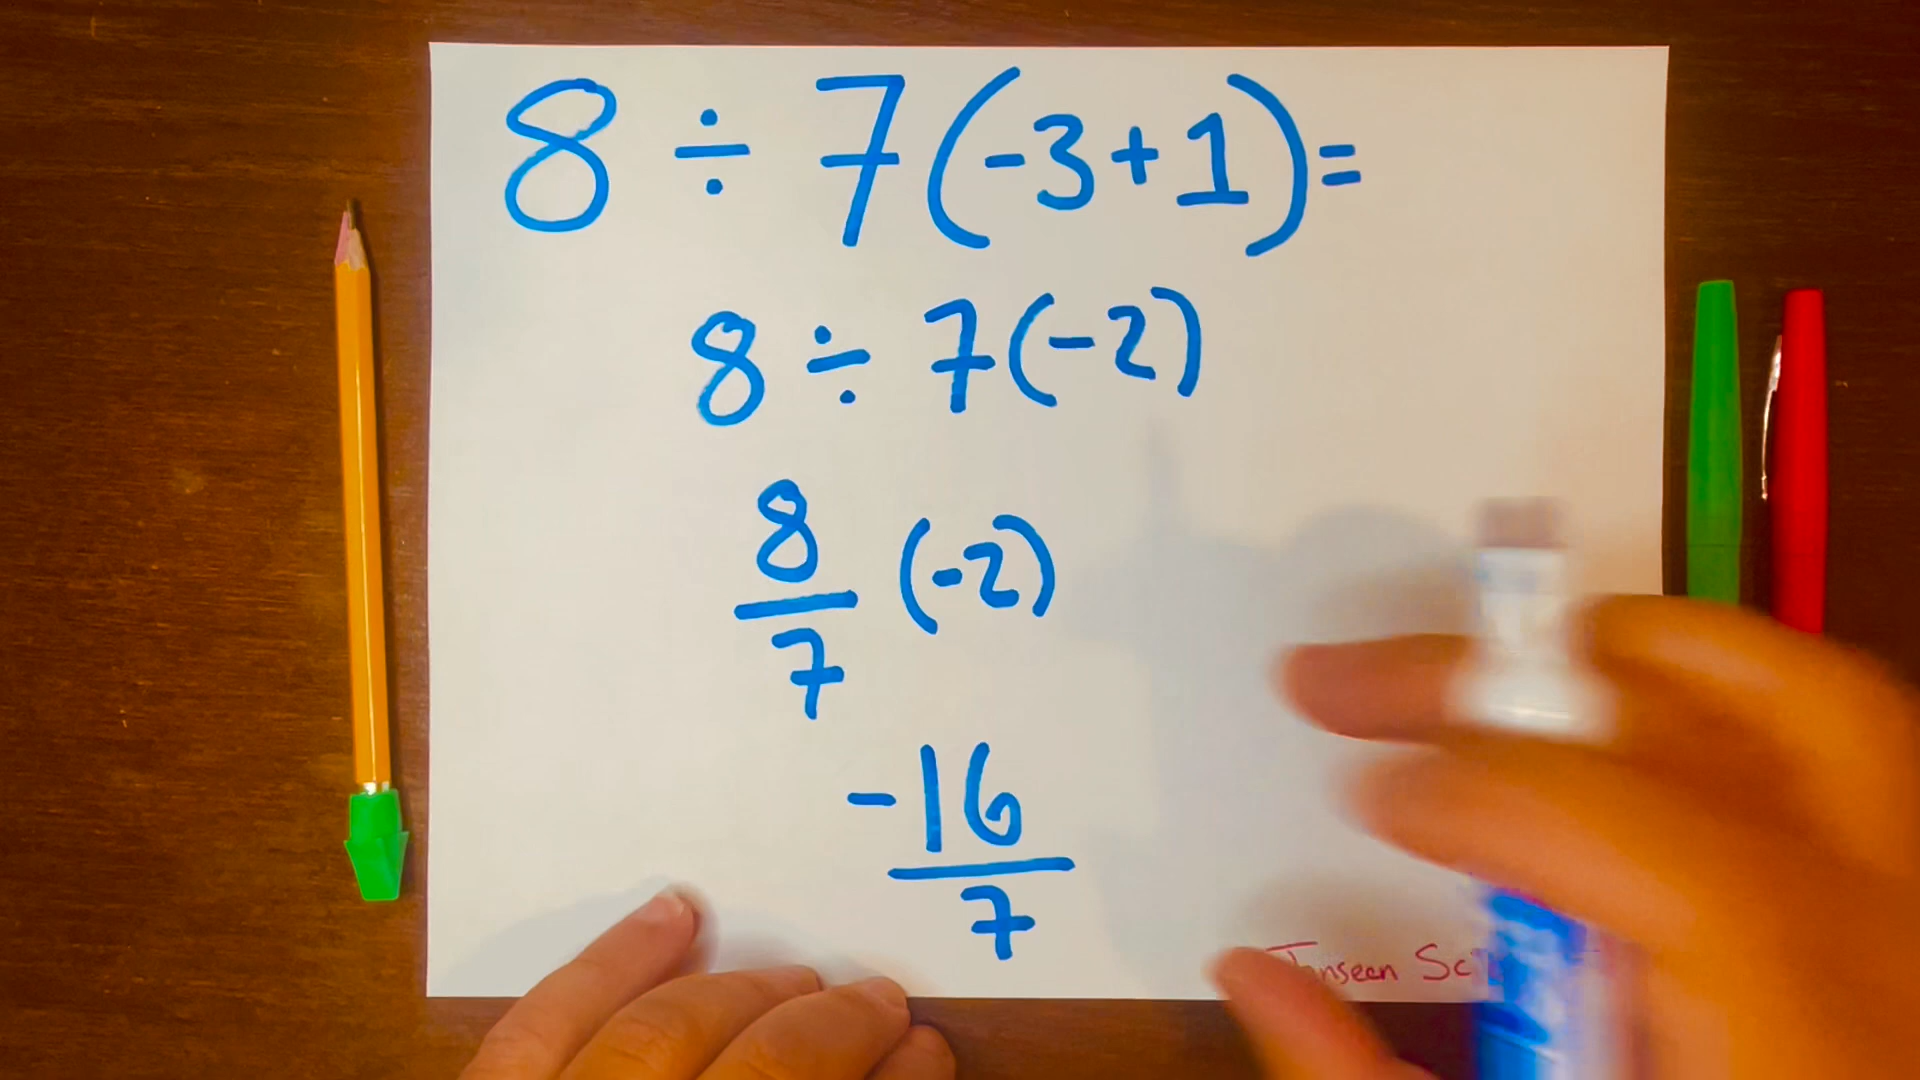 8 ÷ 7(-3+1)=
8 ÷ 7(-2)
8/7 (-2)
-16/7